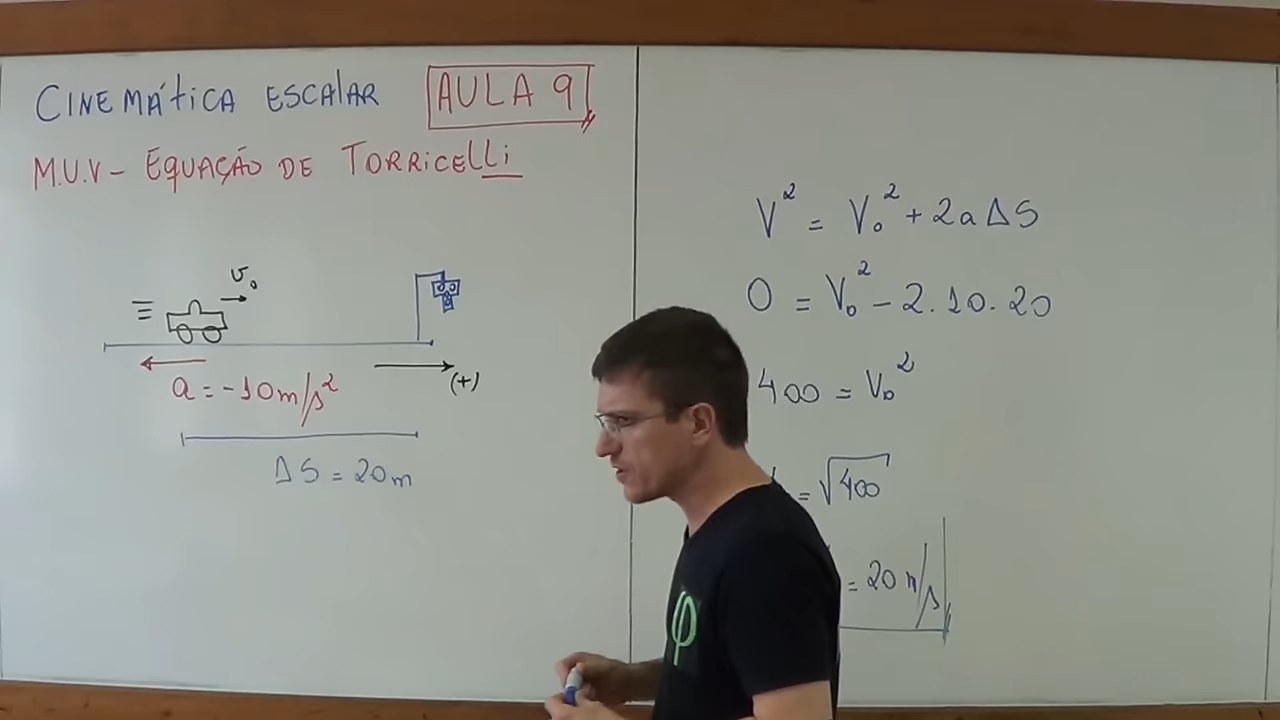 CINEMÁTICA ESCALAR AULA 9
M.U.V - EQUAÇÃO DE TORRICELLI
V₀
a = -10m/s²
(+)
ΔS = 20m
V² = V₀² + 2aΔS
0 = V₀² - 2.10.20
400 = V₀²
= √400
= 20 m/s
φ